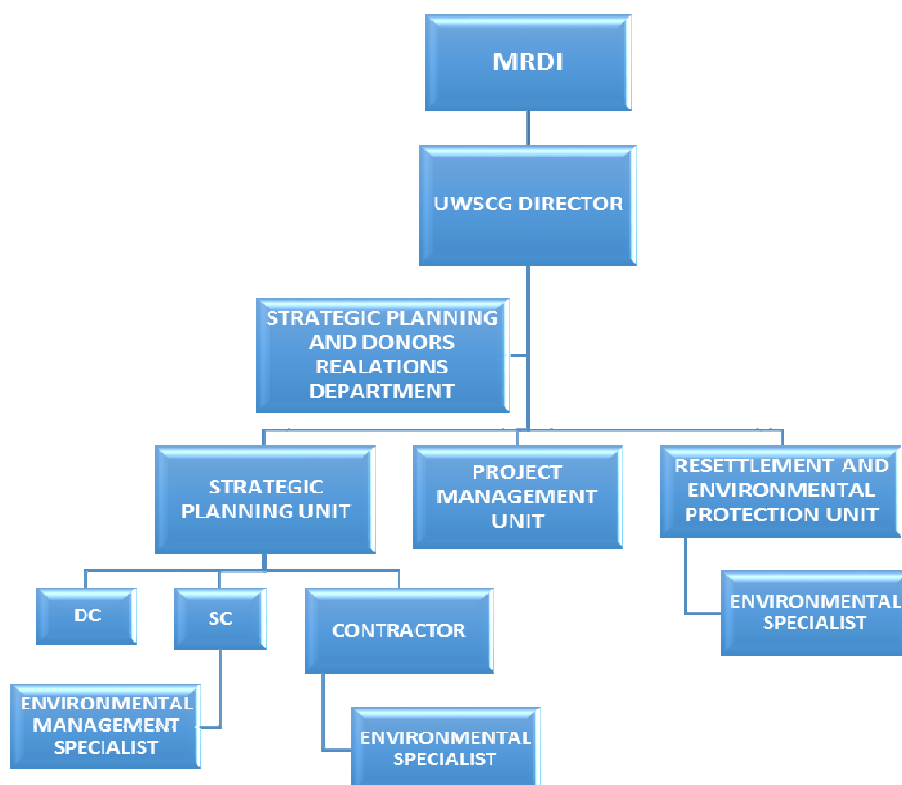 MRDI
UWSCG DIRECTOR
STRATEGIC PLANNING
AND DONORS
REALATIONS
DEPARTMENT
STRATEGIC
PLANNING UNIT
PROJECT
MANAGEMENT
UNIT
RESETTLEMENT AND
ENVIRONMENTAL
PROTECTION UNIT
DC
SC
CONTRACTOR
ENVIRONMENTAL
SPECIALIST
ENVIRONMENTAL
MANAGEMENT
SPECIALIST
ENVIRONMENTAL
SPECIALIST